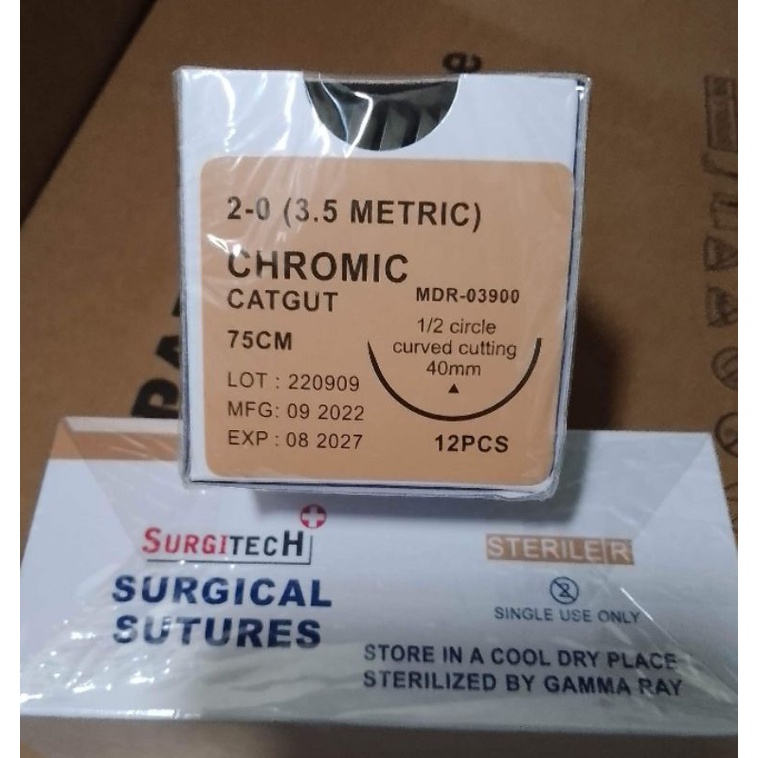 2-0 (3.5 METRIC)
CHROMIC
CATGUT
MDR-03900
75CM
1/2 circle
curved cutting
40mm
LOT : 220909
MFG: 09 2022
EXP : 08 2027
12PCS
SURGITECH
STERILE R
SURGICAL
SUTURES
2
SINGLE USE ONLY
STORE IN A COOL DRY PLACE
STERILIZED BY GAMMA RAY